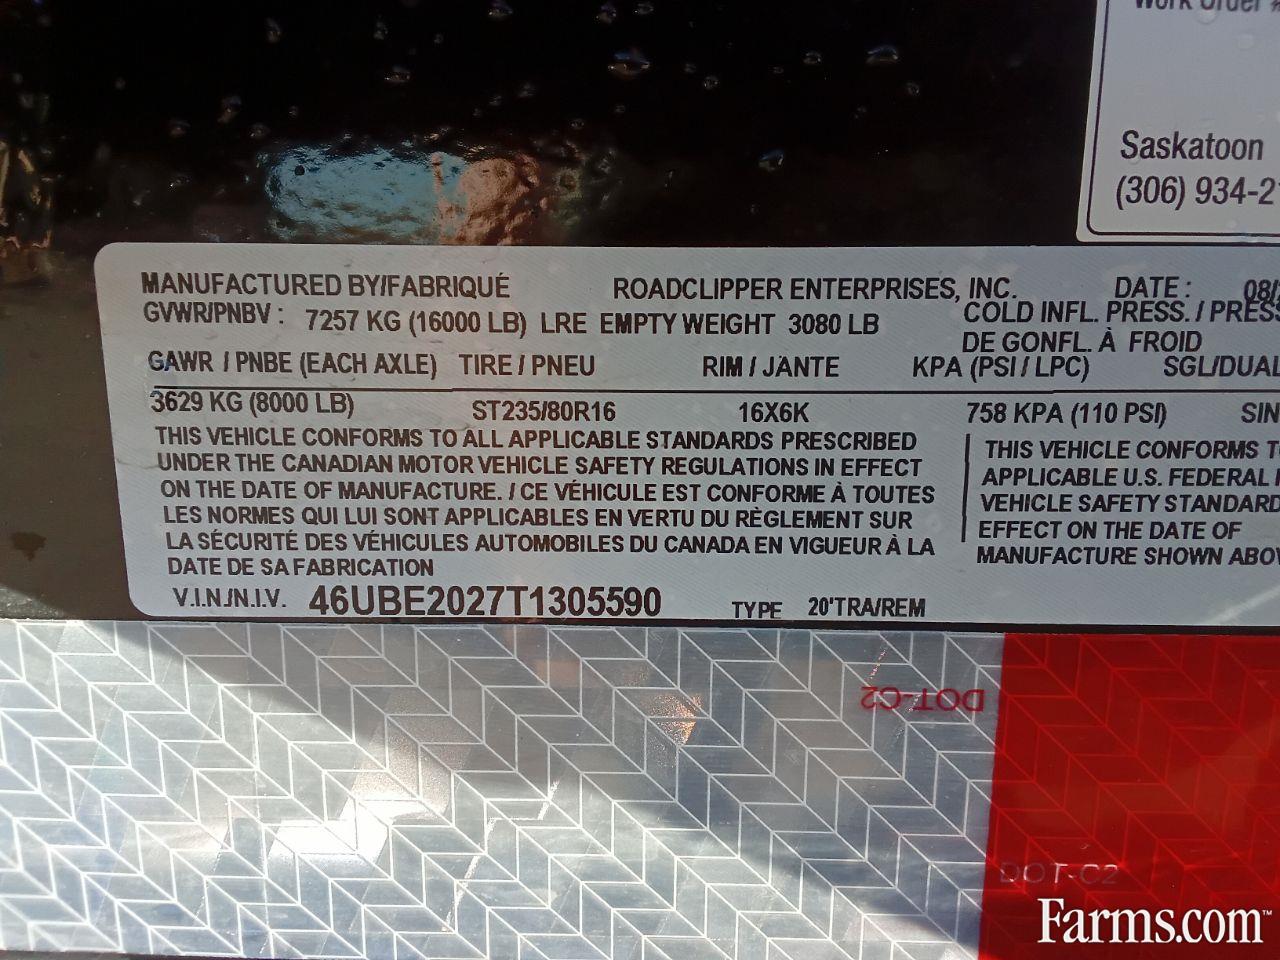 Work Order #
Saskatoon
(306) 934-2
MANUFACTURED BY/FABRIQUÉ ROADCLIPPER ENTERPRISES, INC. DATE : 08/
GVWR/PNBV : 7257 KG (16000 LB) LRE EMPTY WEIGHT 3080 LB COLD INFL. PRESS. / PRESS
DE GONFL. À FROID
GAWR / PNBE (EACH AXLE) TIRE / PNEU RIM / JANTE KPA (PSI / LPC) SGL/DUAL
3629 KG (8000 LB) ST235/80R16 16X6K 758 KPA (110 PSI) SIN
THIS VEHICLE CONFORMS TO ALL APPLICABLE STANDARDS PRESCRIBED
UNDER THE CANADIAN MOTOR VEHICLE SAFETY REGULATIONS IN EFFECT
ON THE DATE OF MANUFACTURE. / CE VÉHICULE EST CONFORME À TOUTES
LES NORMES QUI LUI SONT APPLICABLES EN VERTU DU RÈGLEMENT SUR
LA SÉCURITÉ DES VÉHICULES AUTOMOBILES DU CANADA EN VIGUEUR À LA
DATE DE SA FABRICATION
THIS VEHICLE CONFORMS T
APPLICABLE U.S. FEDERAL
VEHICLE SAFETY STANDARD
EFFECT ON THE DATE OF
MANUFACTURE SHOWN ABOV
V.I.N./N.I.V. 46UBE2027T1305590 TYPE 20'TRA/REM
DOT-C2
DOT-C2
Farms.com™